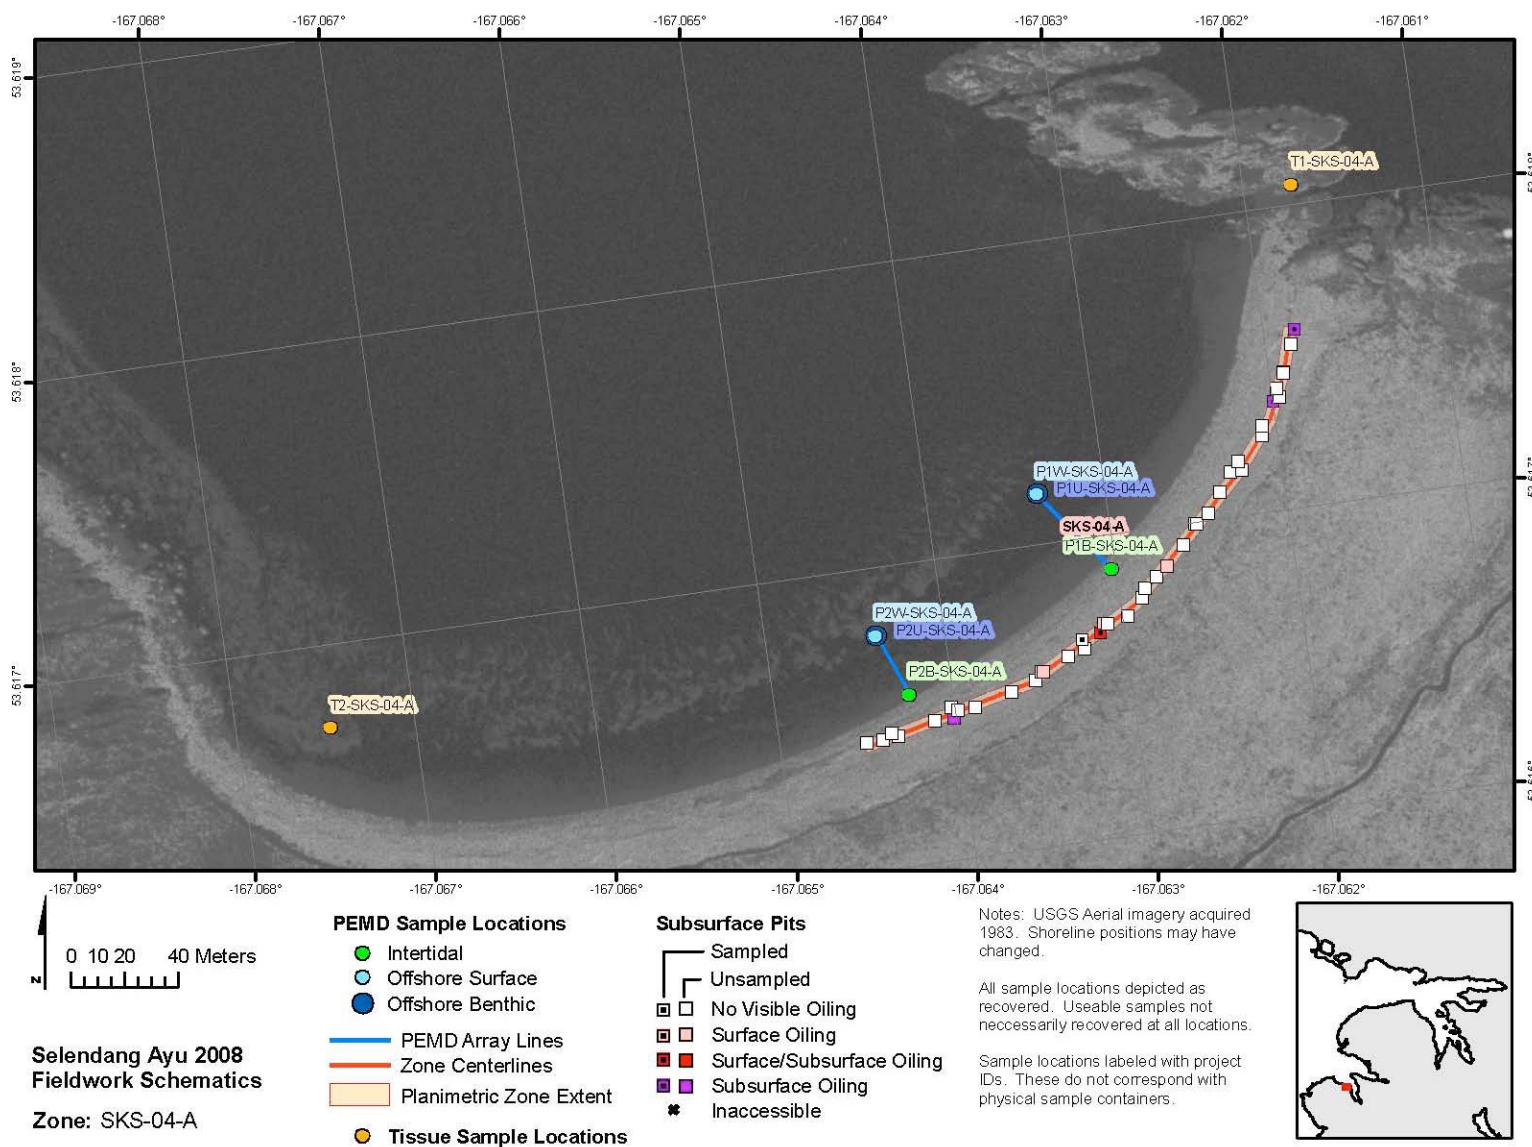 -167.068° -167.067° -167.066° -167.065° -167.064° -167.063° -167.062° -167.061°
53.619°
53.618°
53.617°
T1-SKS-04-A
P1W-SKS-04-A
P1U-SKS-04-A
SKS-04-A
P1B-SKS-04-A
P2W-SKS-04-A
P2U-SKS-04-A
P2B-SKS-04-A
T2-SKS-04-A
53.618°
53.617°
53.616°
-167.069° -167.068° -167.067° -167.066° -167.065° -167.064° -167.063° -167.062°
N
0 10 20 40 Meters
Selendang Ayu 2008
Fieldwork Schematics
Zone: SKS-04-A
PEMD Sample Locations
Intertidal
Offshore Surface
Offshore Benthic
PEMD Array Lines
Zone Centerlines
Planimetric Zone Extent
Tissue Sample Locations
Subsurface Pits
Sampled
Unsampled
No Visible Oiling
Surface Oiling
Surface/Subsurface Oiling
Subsurface Oiling
Inaccessible
Notes: USGS Aerial imagery acquired
1983. Shoreline positions may have
changed.
All sample locations depicted as
recovered. Useable samples not
neccessarily recovered at all locations.
Sample locations labeled with project
IDs. These do not correspond with
physical sample containers.